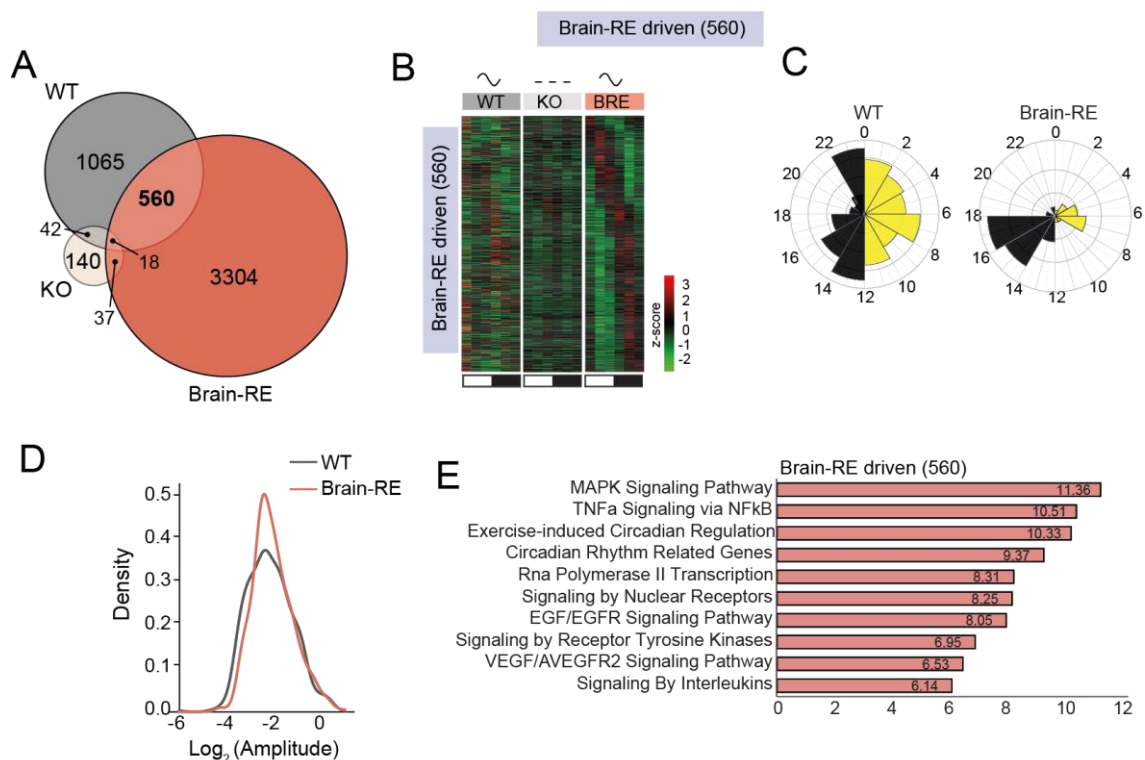 Brain-RE driven (560)
A
WT
1065
560
42
140
18
KO
37
3304
Brain-RE
B
WT KO BRE
Brain-RE driven (560)
z-score
3
2
1
0
-1
-2
C
WT
0
2
4
6
8
10
12
14
16
18
20
22
Brain-RE
0
2
4
6
8
10
12
14
16
18
20
22
D
WT
Brain-RE
Density
0.5
0.4
0.3
0.2
0.1
0.0
-6 -4 -2 0
Log2 (Amplitude)
E
Brain-RE driven (560)
MAPK Signaling Pathway 11.36
TNFa Signaling via NFkB 10.51
Exercise-induced Circadian Regulation 10.33
Circadian Rhythm Related Genes 9.37
Rna Polymerase II Transcription 8.31
Signaling by Nuclear Receptors 8.25
EGF/EGFR Signaling Pathway 8.05
Signaling by Receptor Tyrosine Kinases 6.95
VEGF/AVEGFR2 Signaling Pathway 6.53
Signaling By Interleukins 6.14
0 2 4 6 8 10 12